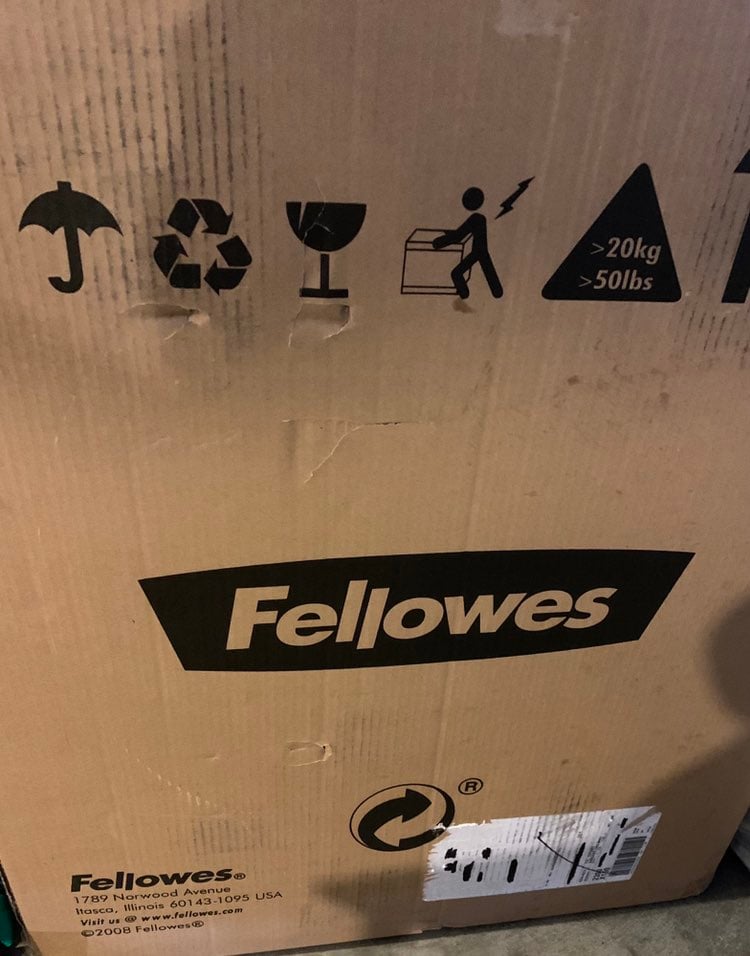 >20kg
>50lbs
Fellowes
®
Fellowes®
1789 Norwood Avenue
Itasca, Illinois 60143-1095 USA
Visit us @ www.fellowes.com
©2008 Fellowes®